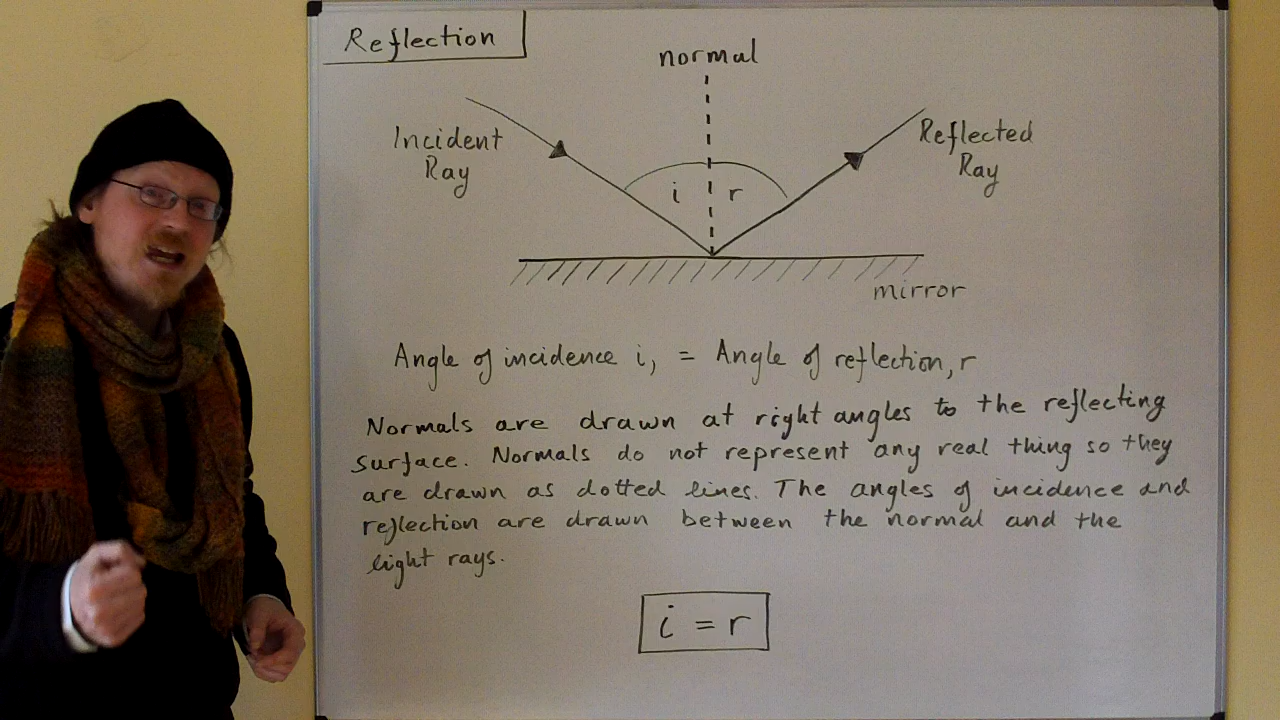 Reflection
normal
Incident
Ray
Reflected
Ray
i
r
mirror
Angle of incidence i, = Angle of reflection, r
Normals are drawn at right angles to the reflecting
surface. Normals do not represent any real thing so they
are drawn as dotted lines. The angles of incidence and
reflection are drawn between the normal and the
light rays.
i = r